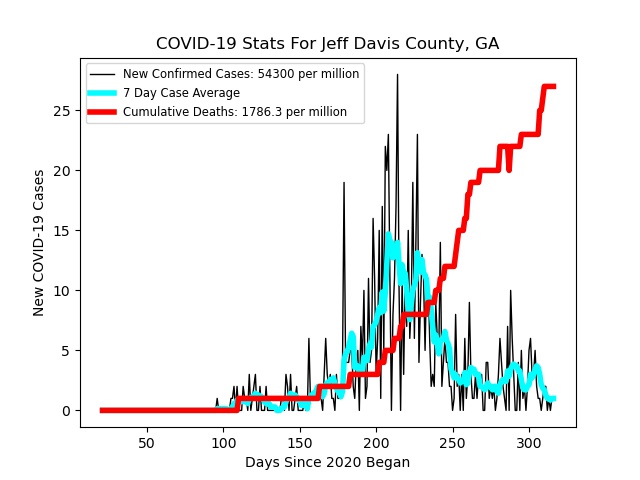 COVID-19 Stats For Jeff Davis County, GA
New Confirmed Cases: 54300 per million
7 Day Case Average
Cumulative Deaths: 1786.3 per million
New COVID-19 Cases
25
20
15
10
5
0
50 100 150 200 250 300
Days Since 2020 Began